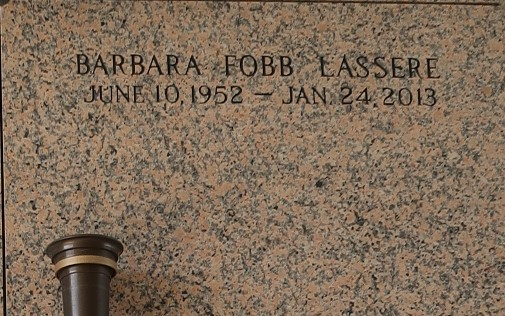 BARBARA FOBB LASSERE
JUNE 10, 1952 — JAN. 24, 2013